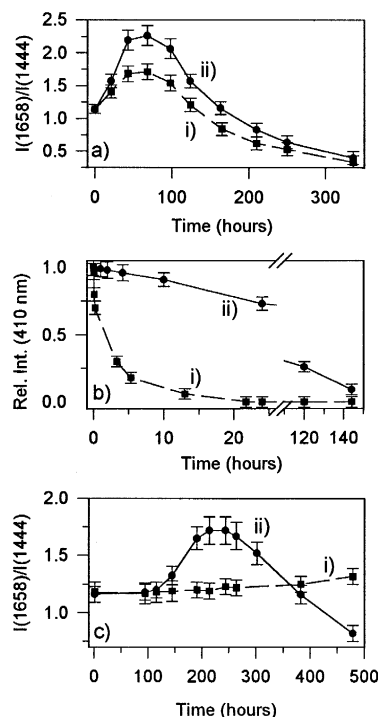 I(1658)/I(1444)
2.5
2.0
1.5
1.0
0.5
ii)
i)
a)
0 100 200 300
Time (hours)
Rel. Int. (410 nm)
1.0
0.5
0.0
ii)
i)
b)
0 10 20 120 140
Time (hours)
I(1658)/I(1444)
2.0
1.5
1.0
ii)
i)
c)
0 100 200 300 400 500
Time (hours)